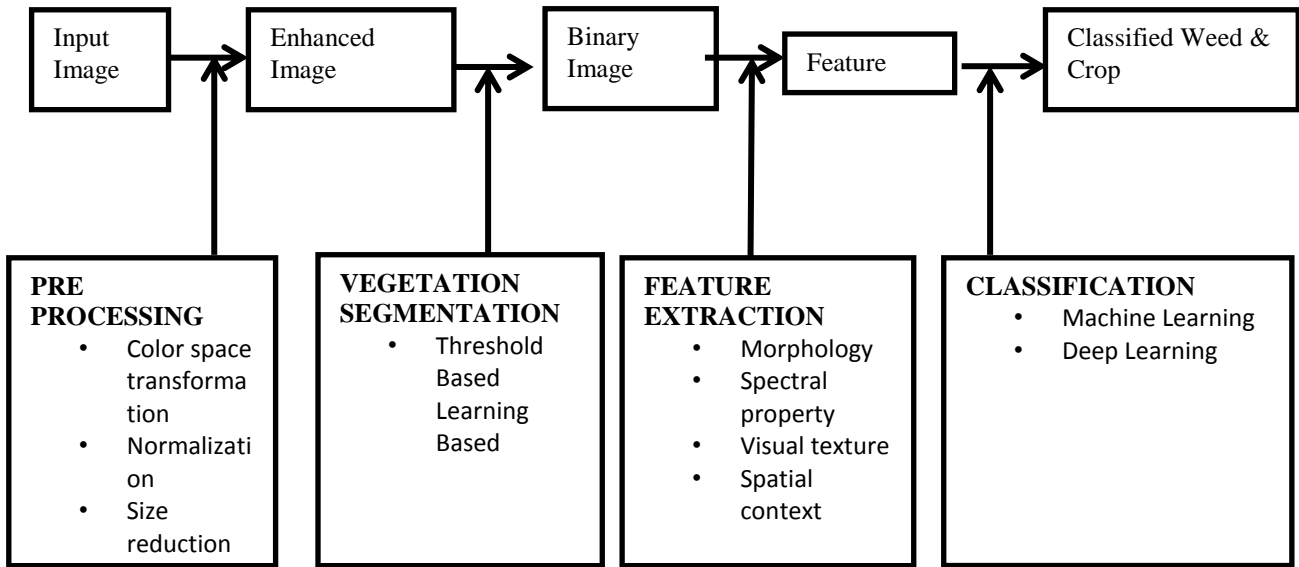 Input
Image
Enhanced
Image
Binary
Image
Feature
Classified Weed &
Crop
PRE
PROCESSING
• Color space
transforma
tion
• Normalizati
on
• Size
reduction
VEGETATION
SEGMENTATION
• Threshold
Based
Learning
Based
FEATURE
EXTRACTION
• Morphology
• Spectral
property
• Visual texture
• Spatial
context
CLASSIFICATION
• Machine Learning
• Deep Learning